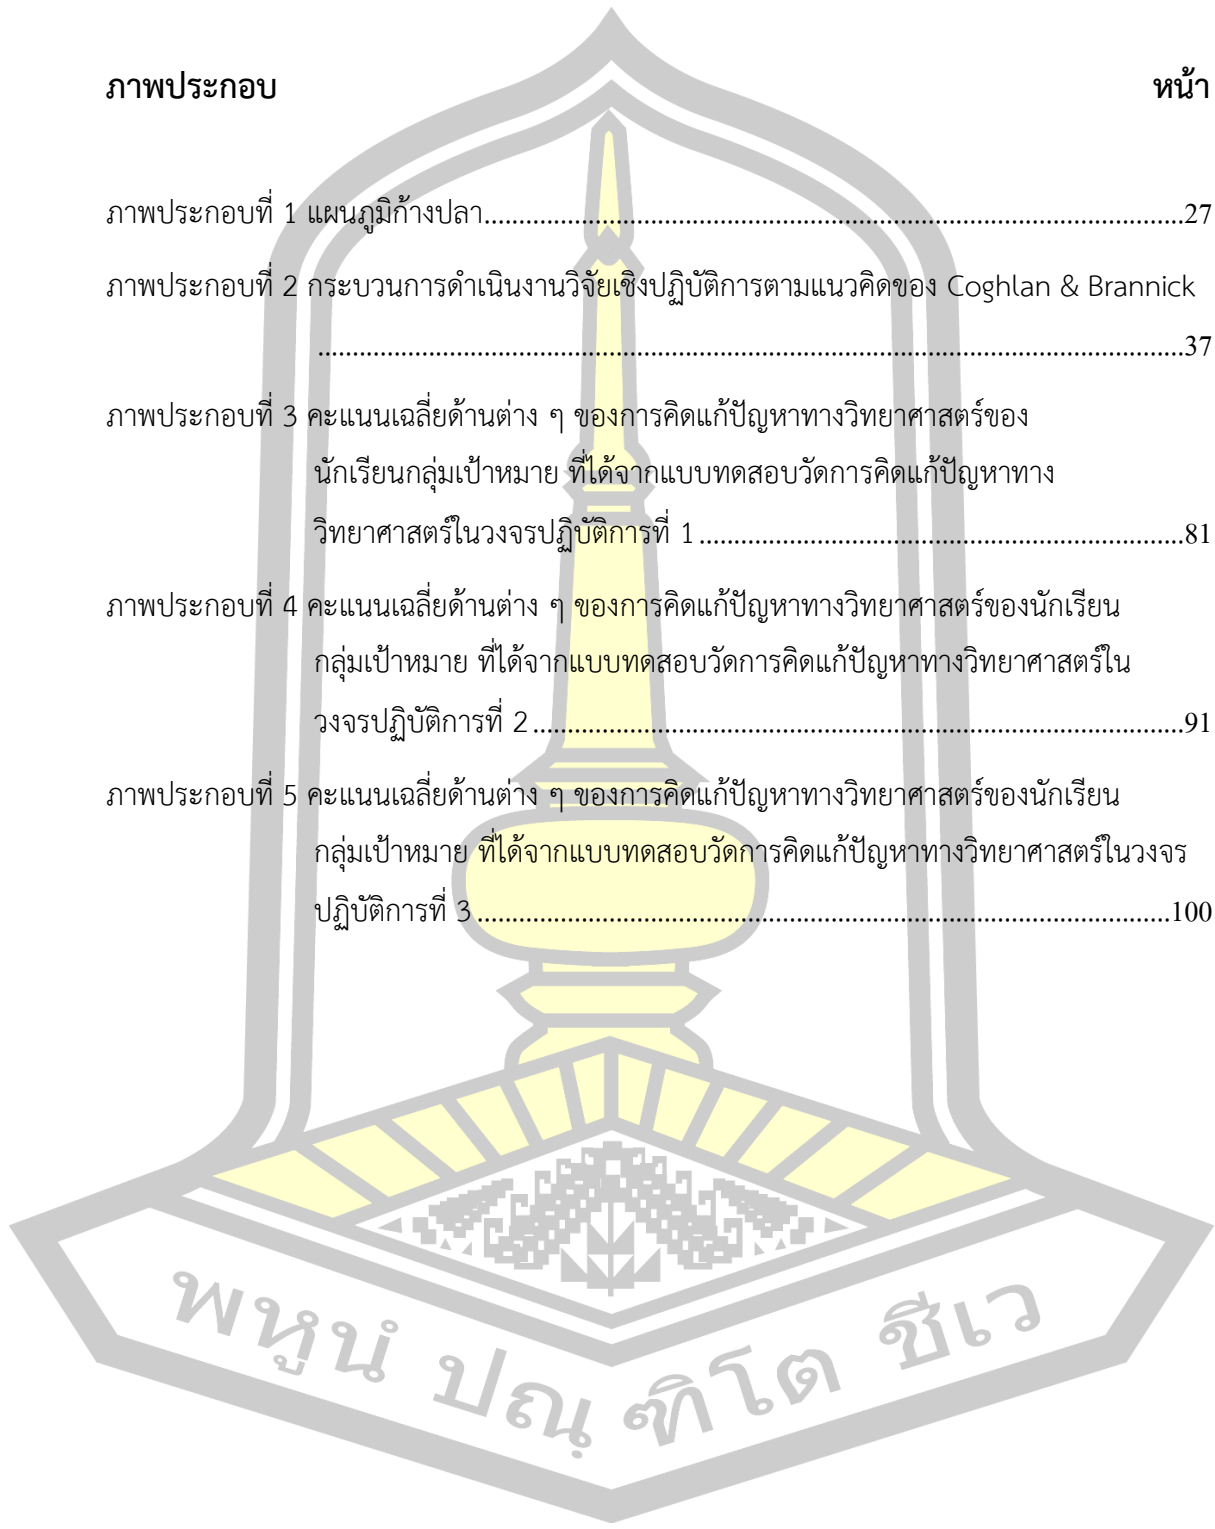 ภาพประกอบ หน้า
ภาพประกอบที่ 1 แผนภูมิก้างปลา....................................................................................................27
ภาพประกอบที่ 2 กระบวนการดำเนินงานวิจัยเชิงปฏิบัติการตามแนวคิดของ Coghlan & Brannick
............................................................................................................................37
ภาพประกอบที่ 3 คะแนนเฉลี่ยด้านต่าง ๆ ของการคิดแก้ปัญหาทางวิทยาศาสตร์ของ
นักเรียนกลุ่มเป้าหมาย ที่ได้จากแบบทดสอบวัดการคิดแก้ปัญหาทาง
วิทยาศาสตร์ในวงจรปฏิบัติการที่ 1.....................................................................81
ภาพประกอบที่ 4 คะแนนเฉลี่ยด้านต่าง ๆ ของการคิดแก้ปัญหาทางวิทยาศาสตร์ของนักเรียน
กลุ่มเป้าหมาย ที่ได้จากแบบทดสอบวัดการคิดแก้ปัญหาทางวิทยาศาสตร์ใน
วงจรปฏิบัติการที่ 2.............................................................................................91
ภาพประกอบที่ 5 คะแนนเฉลี่ยด้านต่าง ๆ ของการคิดแก้ปัญหาทางวิทยาศาสตร์ของนักเรียน
กลุ่มเป้าหมาย ที่ได้จากแบบทดสอบวัดการคิดแก้ปัญหาทางวิทยาศาสตร์ในวงจร
ปฏิบัติการที่ 3...................................................................................................100
พหูนํ ปณฺ ฑิโต ชีเว